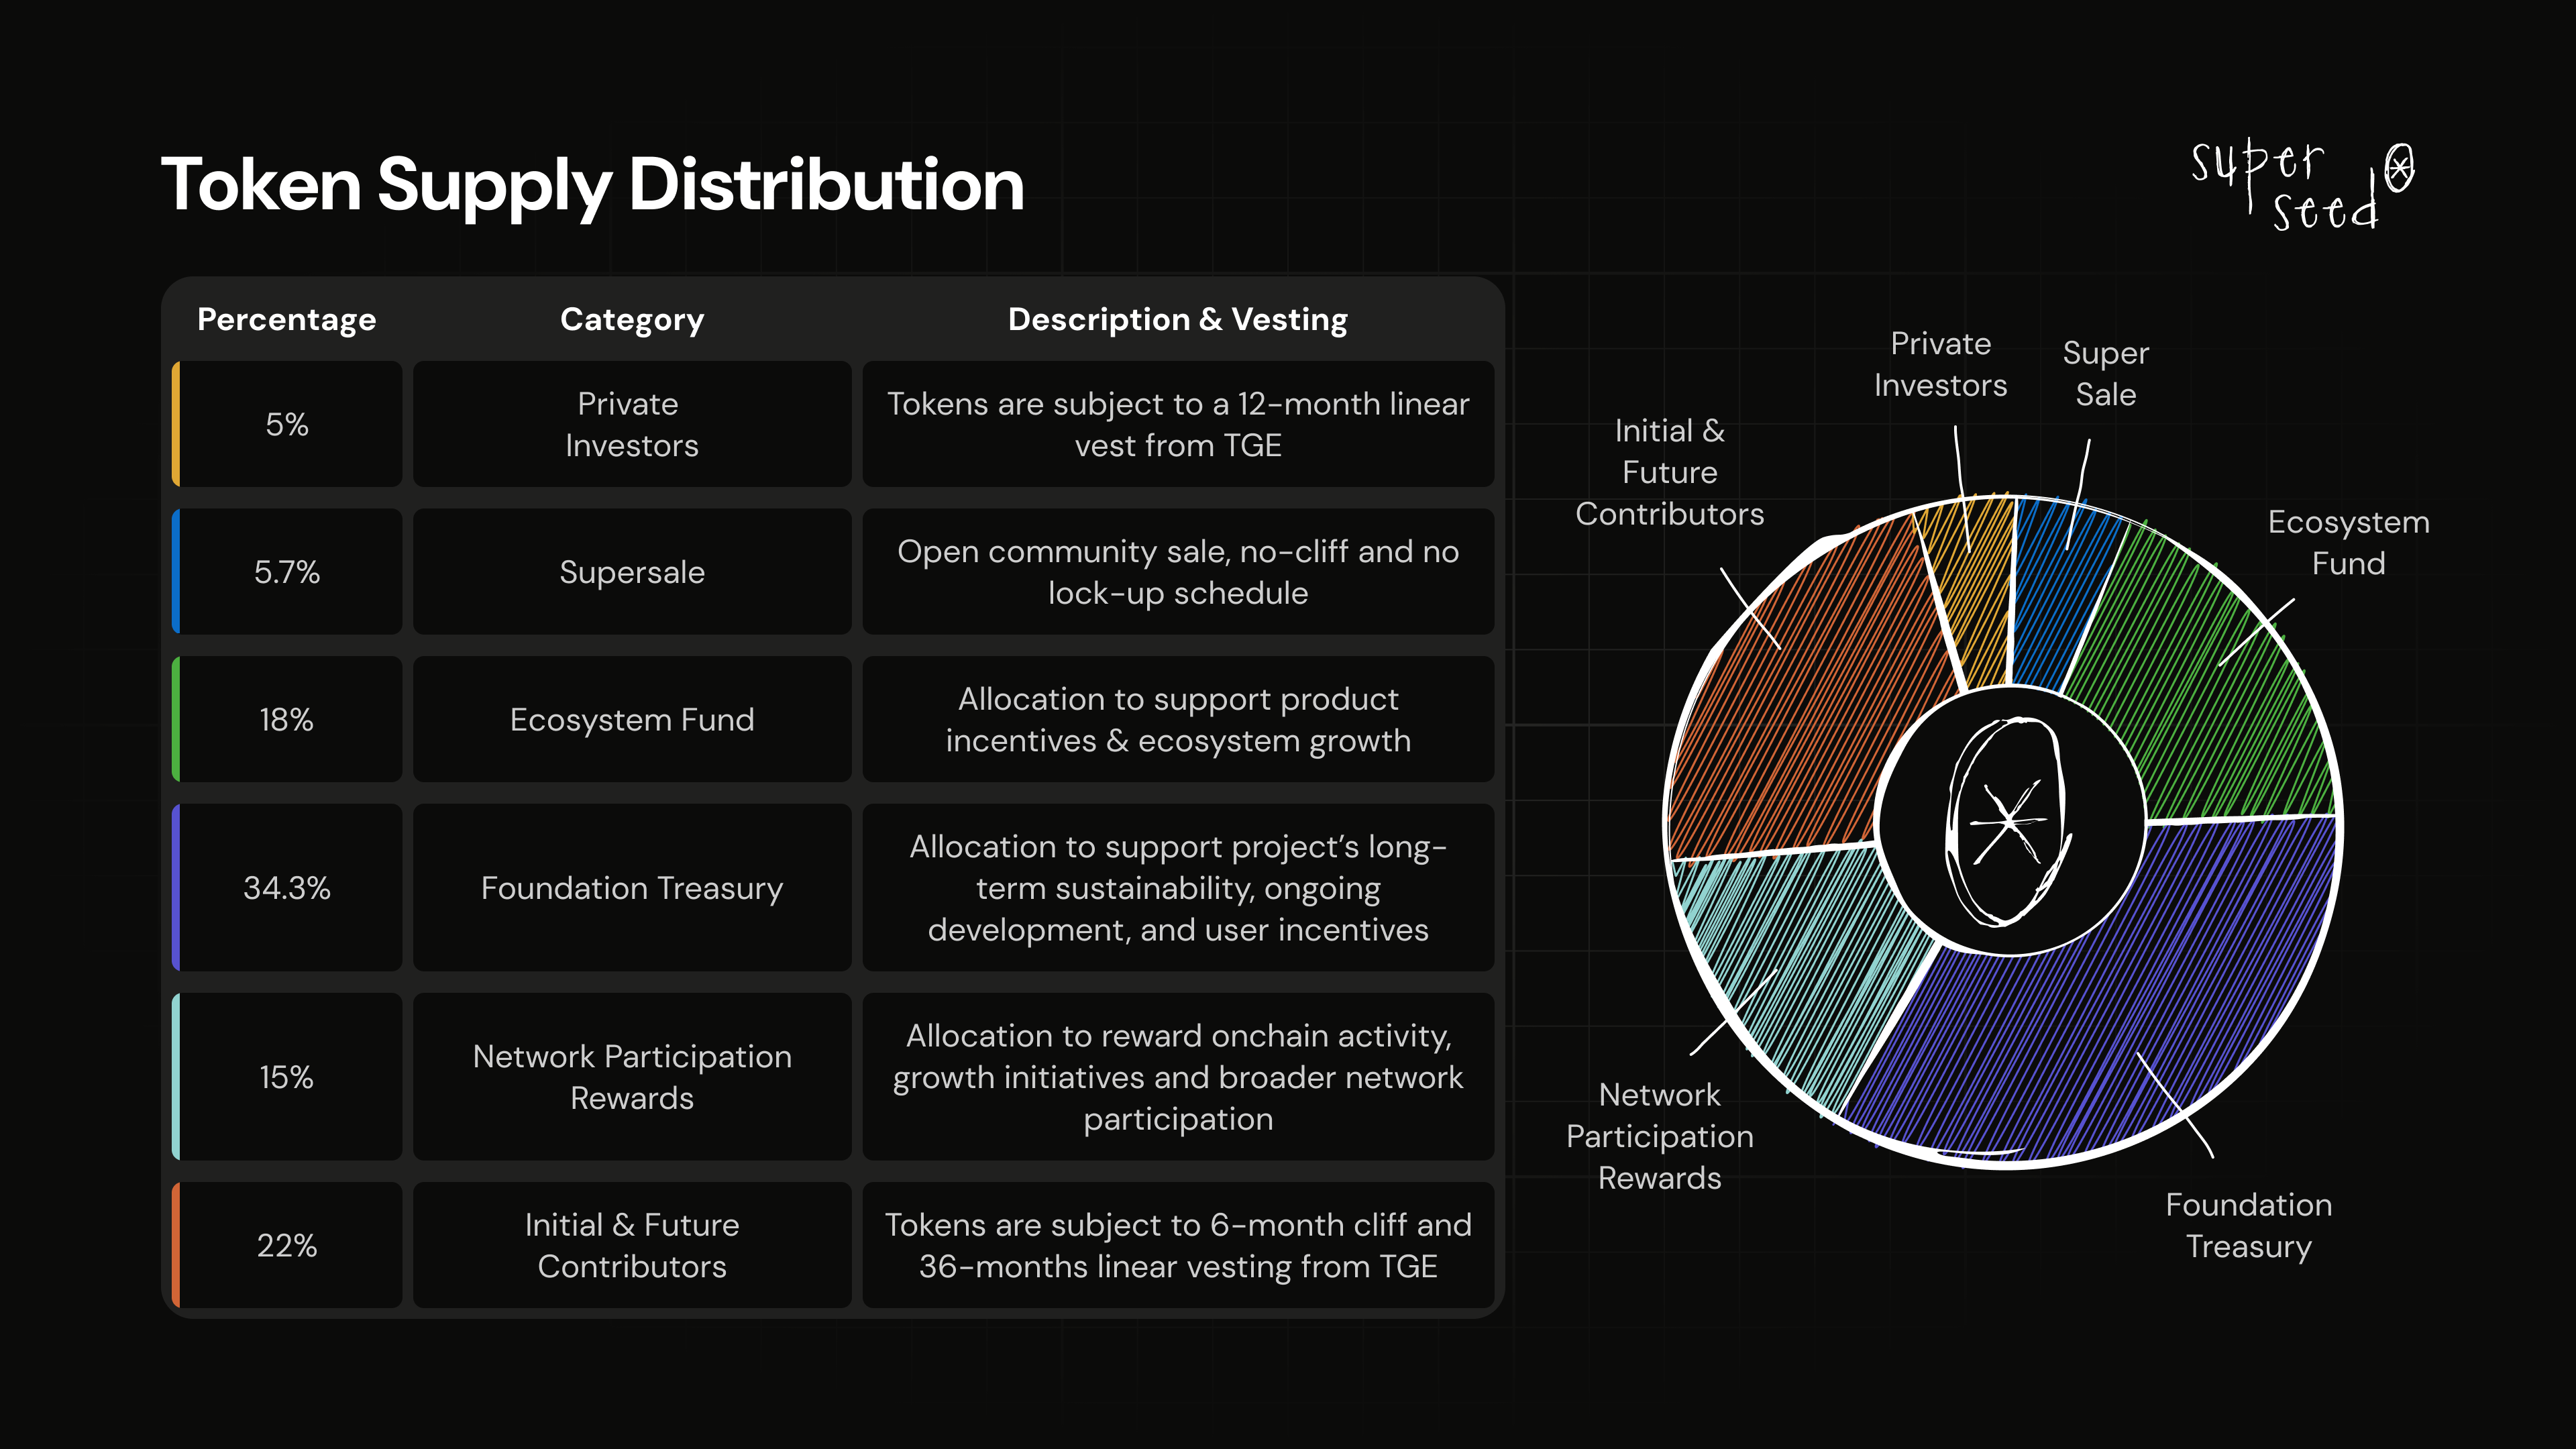 Token Supply Distribution
super
seed
Percentage
Category
Description & Vesting
5%
Private
Investors
Tokens are subject to a 12-month linear
vest from TGE
5.7%
Supersale
Open community sale, no-cliff and no
lock-up schedule
18%
Ecosystem Fund
Allocation to support product
incentives & ecosystem growth
34.3%
Foundation Treasury
Allocation to support project’s long-
term sustainability, ongoing
development, and user incentives
15%
Network Participation
Rewards
Allocation to reward onchain activity,
growth initiatives and broader network
participation
22%
Initial & Future
Contributors
Tokens are subject to 6-month cliff and
36-months linear vesting from TGE
Private
Investors
Super
Sale
Initial &
Future
Contributors
Ecosystem
Fund
Network
Participation
Rewards
Foundation
Treasury